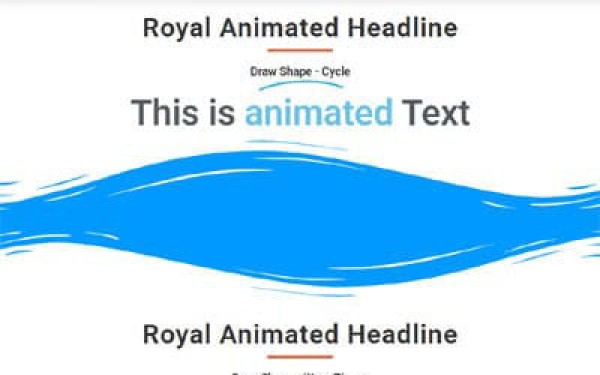 Royal Animated Headline
Draw Shape - Cycle
This is animated Text
Royal Animated Headline